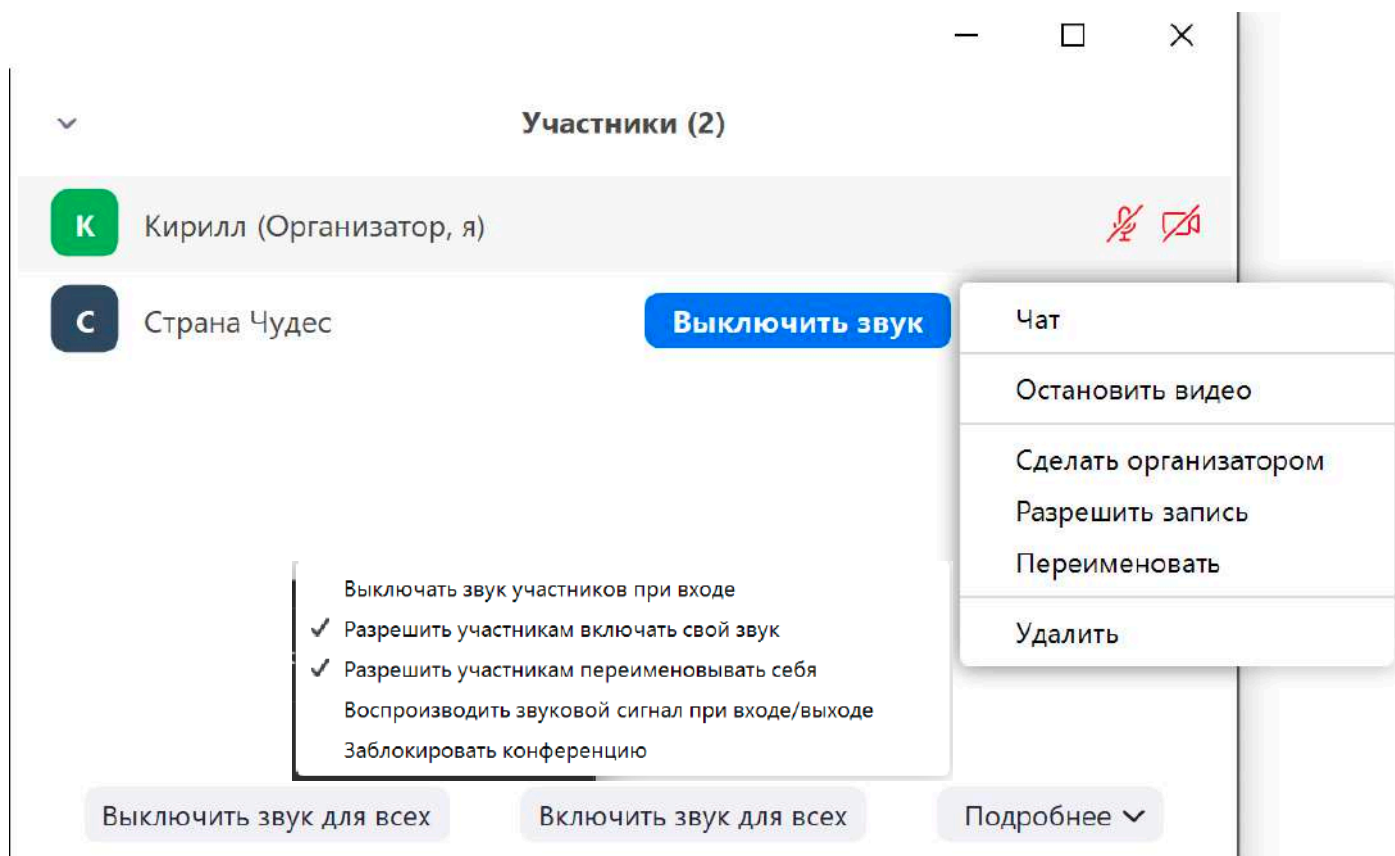 Участники (2)
К
Кирилл (Организатор, я)
С
Страна Чудес
Выключить звук
Чат
Остановить видео
Сделать организатором
Разрешить запись
Переименовать
Удалить
Выключать звук участников при входе
Разрешить участникам включать свой звук
Разрешить участникам переименовывать себя
Воспроизводить звуковой сигнал при входе/выходе
Заблокировать конференцию
Выключить звук для всех
Включить звук для всех
Подробнее